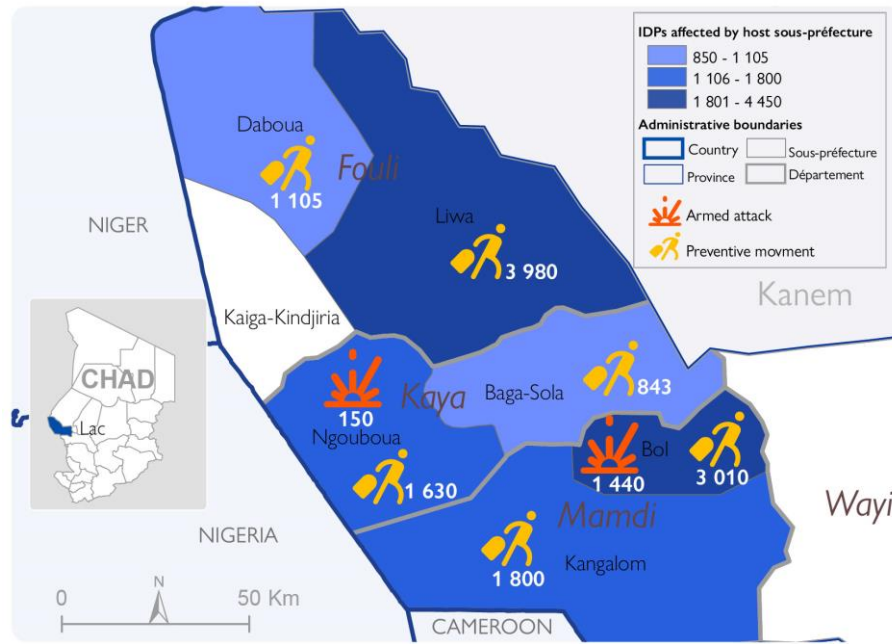 IDPs affected by host sous-préfecture
850 - 1 105
1 106 - 1 800
1 801 - 4 450
Administrative boundaries
Country
Sous-préfecture
Province
Département
Armed attack
Preventive movment
Daboua
Fouli
1 105
Liwa
3 980
NIGER
Kanem
Kaiga-Kindjiria
CHAD
Lac
Kaya
Baga-Sola
843
150
Ngouboua
Bol
1 440
3 010
1 630
Mamdi
Wayi
NIGERIA
Kangalom
1 800
N
0
50 Km
CAMEROON